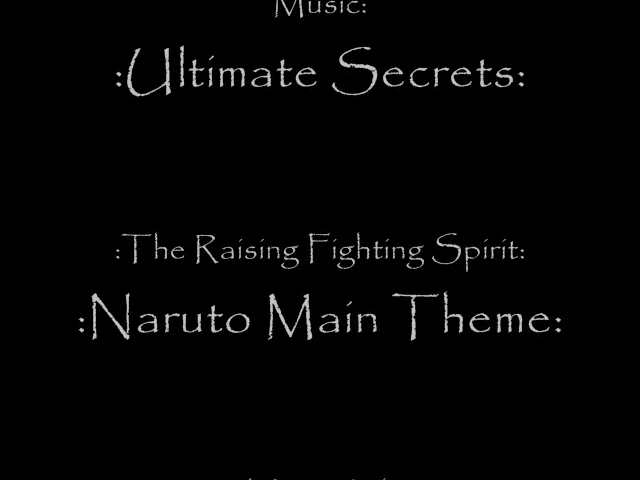 Music:
:Ultimate Secrets:
:The Raising Fighting Spirit:
:Naruto Main Theme: